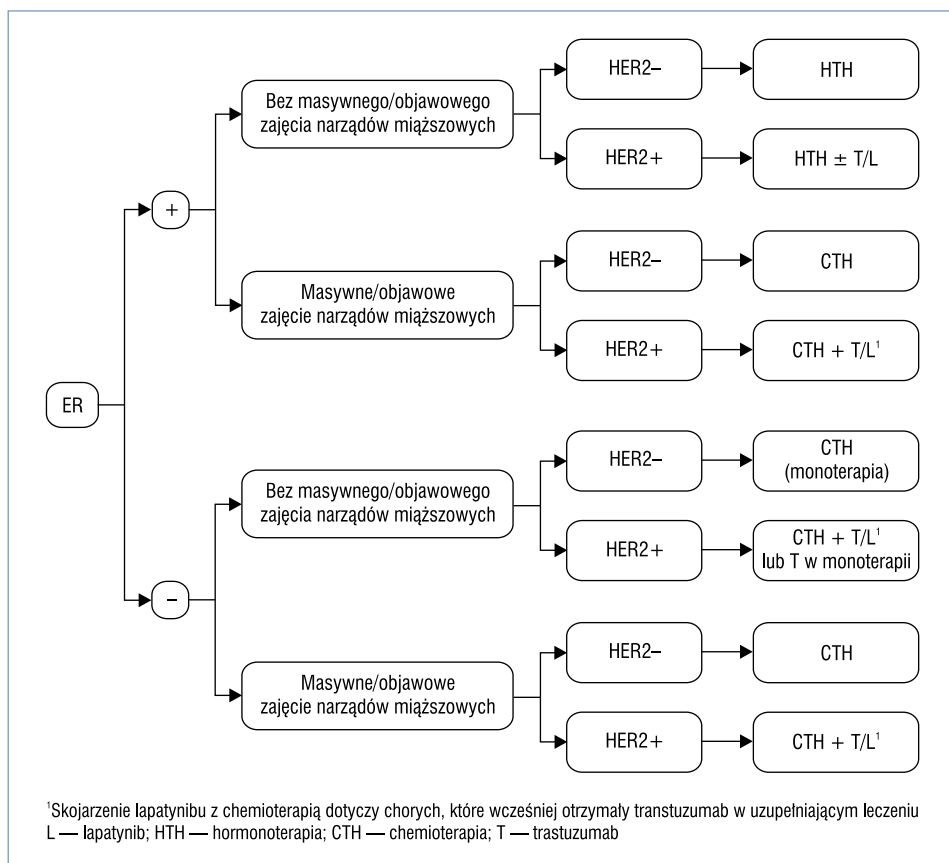 ER
+
Bez masywnego/objawowego
zajęcia narządów miąższowych
HER2–
HTH
HER2+
HTH ± T/L
Masywne/objawowe
zajęcie narządów miąższowych
HER2–
CTH
HER2+
CTH + T/L¹
–
Bez masywnego/objawowego
zajęcia narządów miąższowych
HER2–
CTH
(monoterapia)
HER2+
CTH + T/L¹
lub T w monoterapii
Masywne/objawowe
zajęcie narządów miąższowych
HER2–
CTH
HER2+
CTH + T/L¹
¹Skojarzenie lapatynibu z chemioterapią dotyczy chorych, które wcześniej otrzymały transtuzumab w uzupełniającym leczeniu
L — lapatynib; HTH — hormonoterapia; CTH — chemioterapia; T — trastuzumab